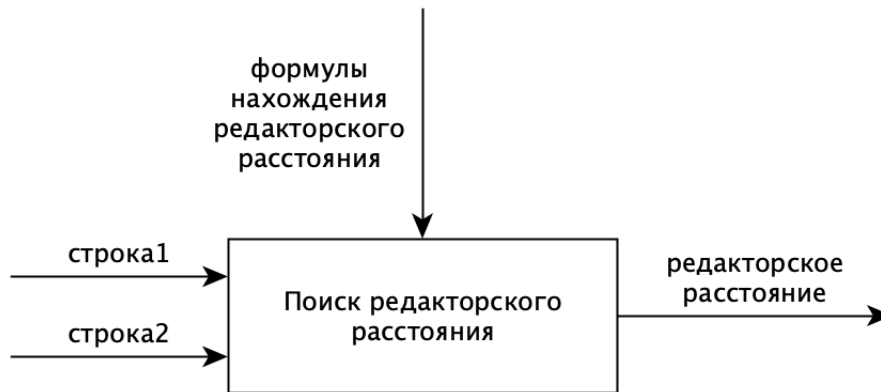 формулы
нахождения
редакторского
расстояния
строка1
строка2
Поиск редакторского
расстояния
редакторское
расстояние